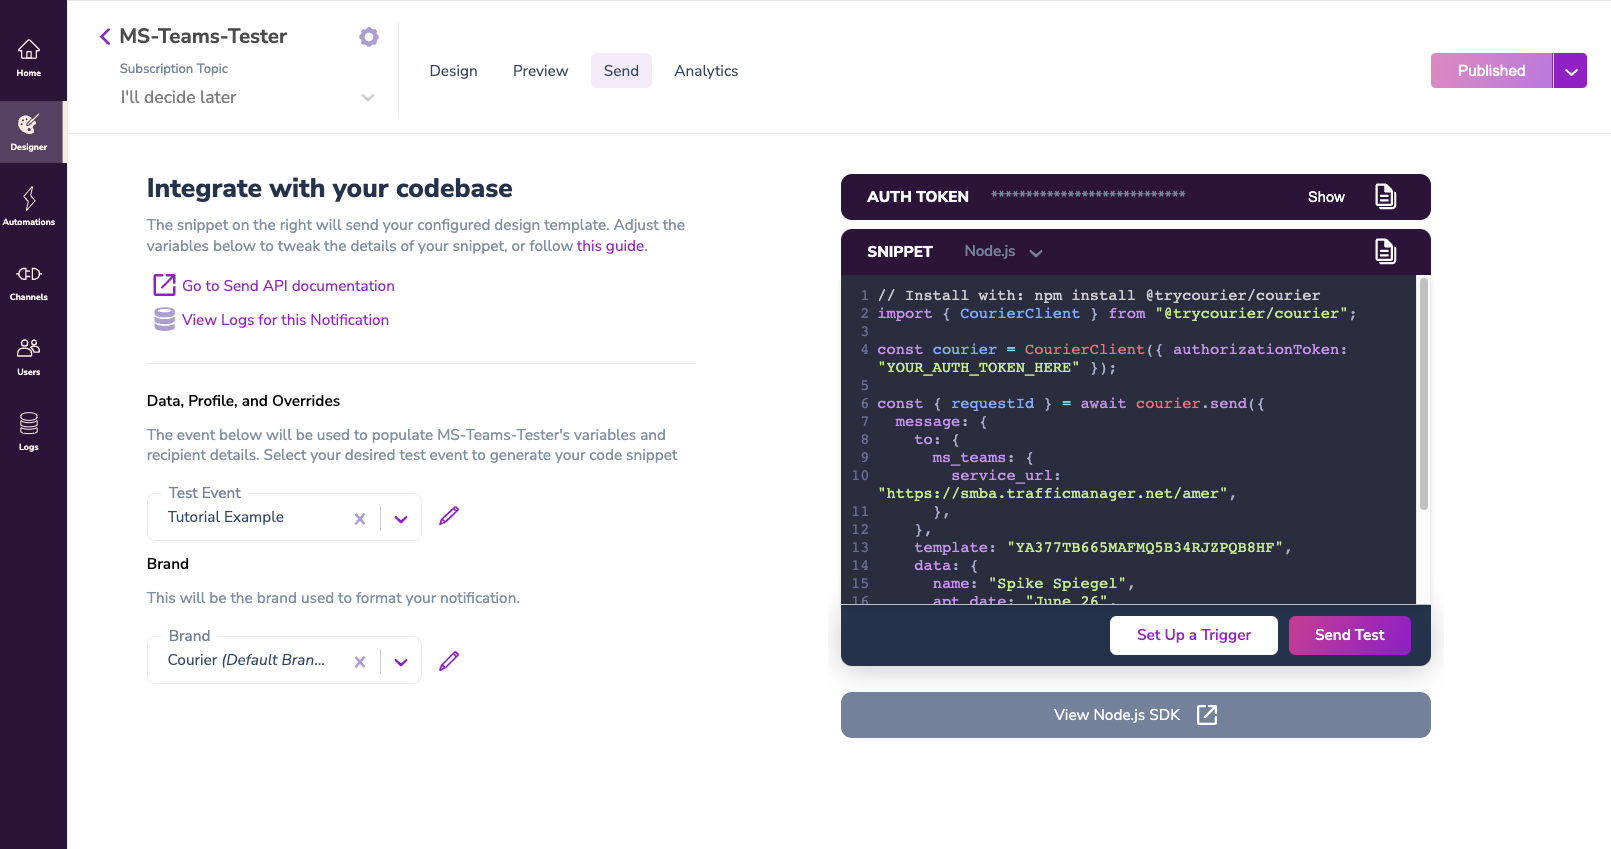 Home
Designer
Automations
Channels
Users
Logs
MS-Teams-Tester
Subscription Topic
I'll decide later
Design
Preview
Send
Analytics
Published
Integrate with your codebase
The snippet on the right will send your configured design template. Adjust the
variables below to tweak the details of your snippet, or follow this guide.
Go to Send API documentation
View Logs for this Notification
Data, Profile, and Overrides
The event below will be used to populate MS-Teams-Tester's variables and
recipient details. Select your desired test event to generate your code snippet
Test Event
Tutorial Example
Brand
This will be the brand used to format your notification.
Brand
Courier (Default Bran...
AUTH TOKEN ****************************
Show
SNIPPET Node.js
1 // Install with: npm install @trycourier/courier
2 import { CourierClient } from "@trycourier/courier";
3
4 const courier = CourierClient({ authorizationToken:
"YOUR_AUTH_TOKEN_HERE" });
5
6 const { requestId } = await courier.send({
7 message: {
8 to: {
9 ms_teams: {
10 service_url:
"https://smba.trafficmanager.net/amer",
11 },
12 },
13 template: "YA377TB665MAFMQ5B34RJZPQB8HF",
14 data: {
15 name: "Spike Spiegel",
16 apt_date: "June 26",
Set Up a Trigger
Send Test
View Node.js SDK